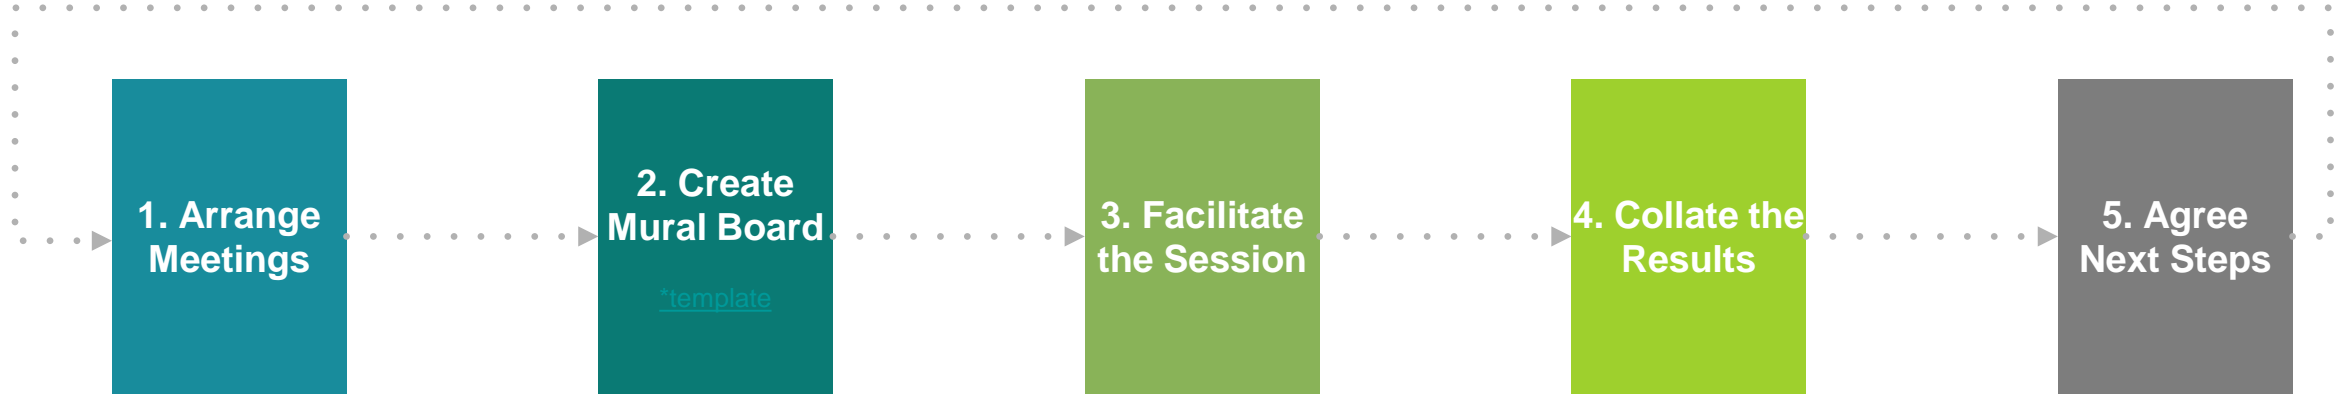 1. Arrange
Meetings
2. Create
Mural Board
*template
3. Facilitate
the Session
4. Collate the
Results
5. Agree
Next Steps